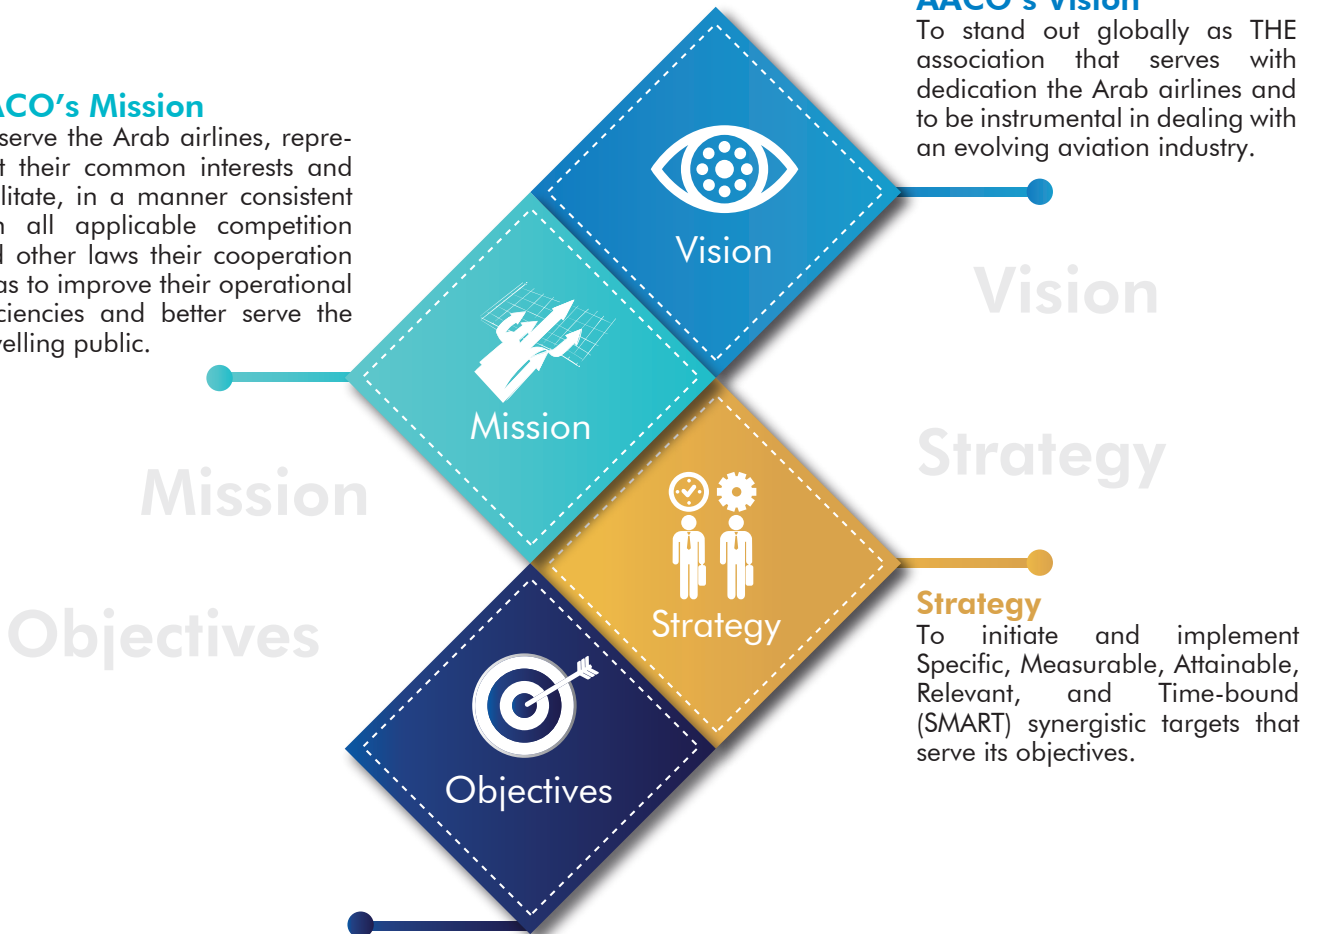 AACO's Vision
To stand out globally as THE
association that serves with
dedication the Arab airlines and
to be instrumental in dealing with
an evolving aviation industry.
ACO's Mission
serve the Arab airlines, repre-
t their common interests and
litate, in a manner consistent
all applicable competition
other laws their cooperation
as to improve their operational
ciencies and better serve the
elling public.
Vision
Vision
Mission
Strategy
Mission
Strategy
Objectives
Strategy
To initiate and implement
Specific, Measurable, Attainable,
Relevant, and Time-bound
(SMART) synergistic targets that
serve its objectives.
Objectives